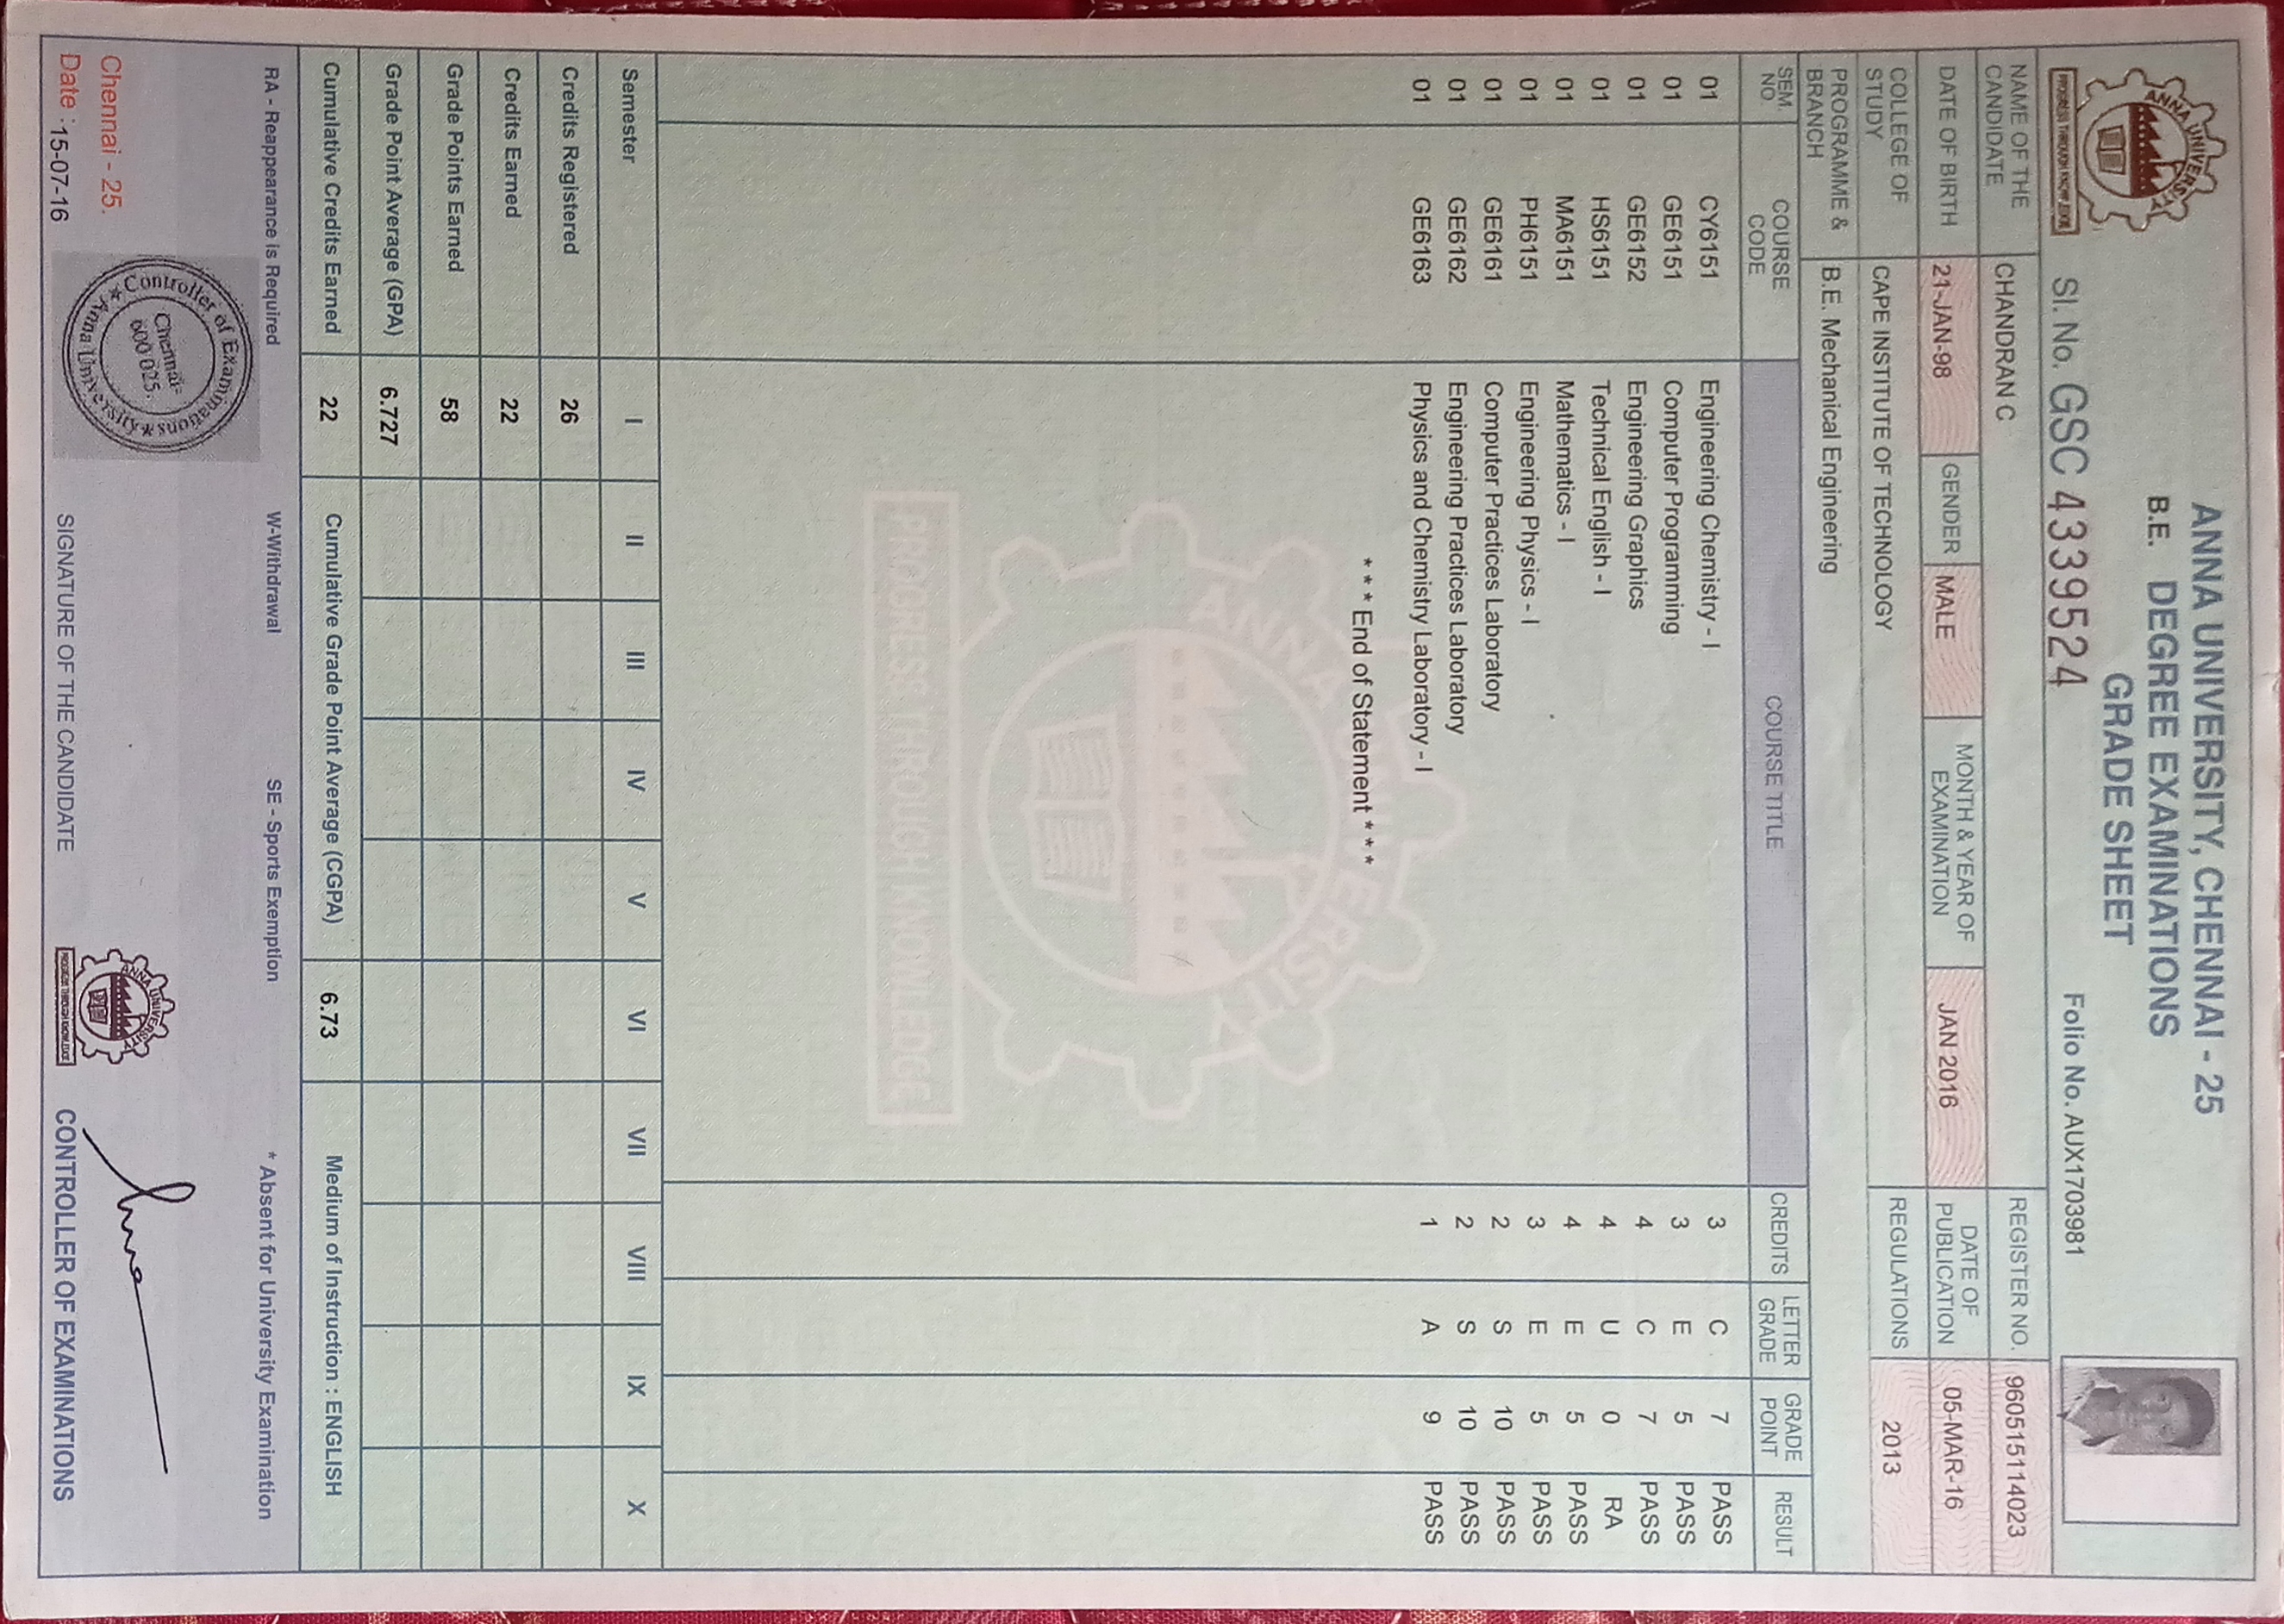 ANNA UNIVERSITY
PROGRESS THROUGH KNOWLEDGE
ANNA UNIVERSITY, CHENNAI - 25
B.E. DEGREE EXAMINATIONS
GRADE SHEET
Sl. No. GSC 4339524 Folio No. AUX1703981
NAME OF THE CANDIDATE CHANDRAN C REGISTER NO. 960515114023
DATE OF BIRTH 21-JAN-98 GENDER MALE MONTH & YEAR OF EXAMINATION JAN 2016 DATE OF PUBLICATION 05-MAR-16
COLLEGE OF STUDY CAPE INSTITUTE OF TECHNOLOGY REGULATIONS 2013
PROGRAMME & BRANCH B.E. Mechanical Engineering
SEM. NO. COURSE CODE COURSE TITLE CREDITS LETTER GRADE GRADE POINT RESULT
01 CY6151 Engineering Chemistry - I 3 C 7 PASS
01 GE6151 Computer Programming 3 E 5 PASS
01 GE6152 Engineering Graphics 4 C 7 PASS
01 HS6151 Technical English - I 4 U 0 RA
01 MA6151 Mathematics - I 4 E 5 PASS
01 PH6151 Engineering Physics - I 3 E 5 PASS
01 GE6161 Computer Practices Laboratory 2 S 10 PASS
01 GE6162 Engineering Practices Laboratory 2 S 10 PASS
01 GE6163 Physics and Chemistry Laboratory - I 1 A 9 PASS
* * * End of Statement * * *
ANNA UNIVERSITY
PROGRESS THROUGH KNOWLEDGE
Semester I II III IV V VI VII VIII IX X
Credits Registered 26
Credits Earned 22
Grade Points Earned 58
Grade Point Average (GPA) 6.727
Cumulative Credits Earned 22 Cumulative Grade Point Average (CGPA) 6.73 Medium of Instruction : ENGLISH
RA - Reappearance is Required W-Withdrawal SE - Sports Exemption * Absent for University Examination
Controller of Examinations
Chennai-
600 025.
Anna University
Chennai - 25.
Date : 15-07-16
SIGNATURE OF THE CANDIDATE
ANNA UNIVERSITY
PROGRESS THROUGH KNOWLEDGE
CONTROLLER OF EXAMINATIONS